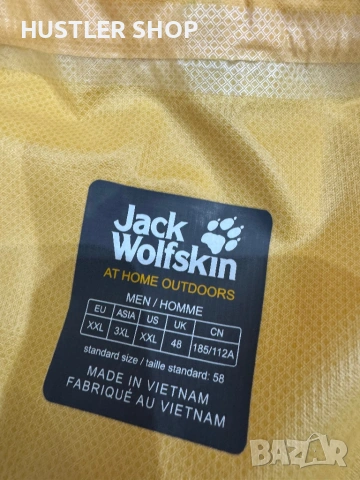 HUSTLER SHOP
Jack
Wolfskin
AT HOME OUTDOORS
MEN / HOMME
EU ASIA US UK CN
XXL 3XL XXL 48 185/112A
standard size / taille standard: 58
MADE IN VIETNAM
FABRIQUÉ AU VIETNAM
BAZAR